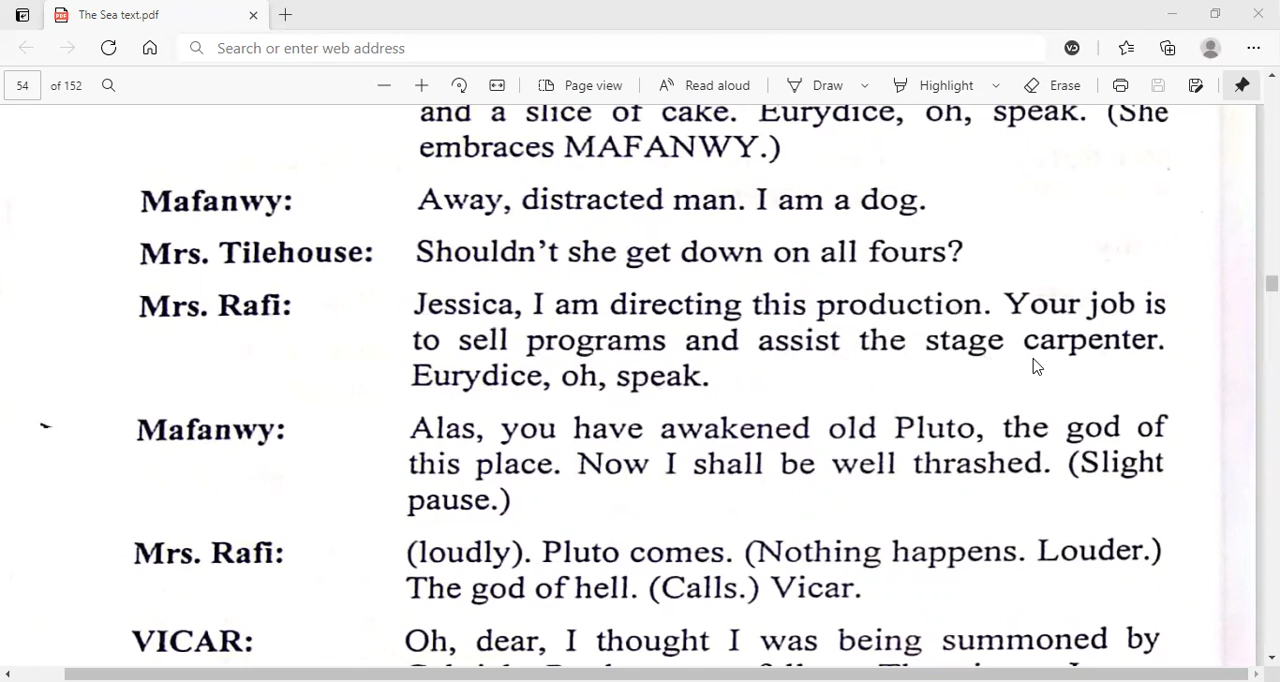 The Sea text.pdf
Search or enter web address
54 of 152 Page view Read aloud Draw Highlight Erase
and a slice of cake. Eurydice, oh, speak. (She
embraces MAFANWY.)
Mafanwy: Away, distracted man. I am a dog.
Mrs. Tilehouse: Shouldn't she get down on all fours?
Mrs. Rafi: Jessica, I am directing this production. Your job is
to sell programs and assist the stage carpenter.
Eurydice, oh, speak.
Mafanwy: Alas, you have awakened old Pluto, the god of
this place. Now I shall be well thrashed. (Slight
pause.)
Mrs. Rafi: (loudly). Pluto comes. (Nothing happens. Louder.)
The god of hell. (Calls.) Vicar.
VICAR: Oh, dear, I thought I was being summoned by